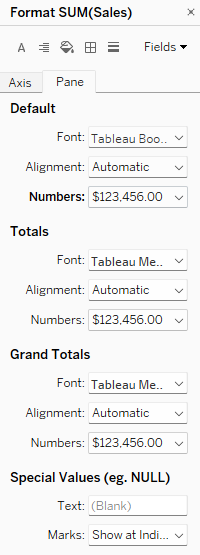 Format SUM(Sales) ×
A Fields
Axis Pane
Default
Font: Tableau Boo..
Alignment: Automatic
Numbers: $123,456.00
Totals
Font: Tableau Me..
Alignment: Automatic
Numbers: $123,456.00
Grand Totals
Font: Tableau Me..
Alignment: Automatic
Numbers: $123,456.00
Special Values (eg. NULL)
Text: (Blank)
Marks: Show at Indi...